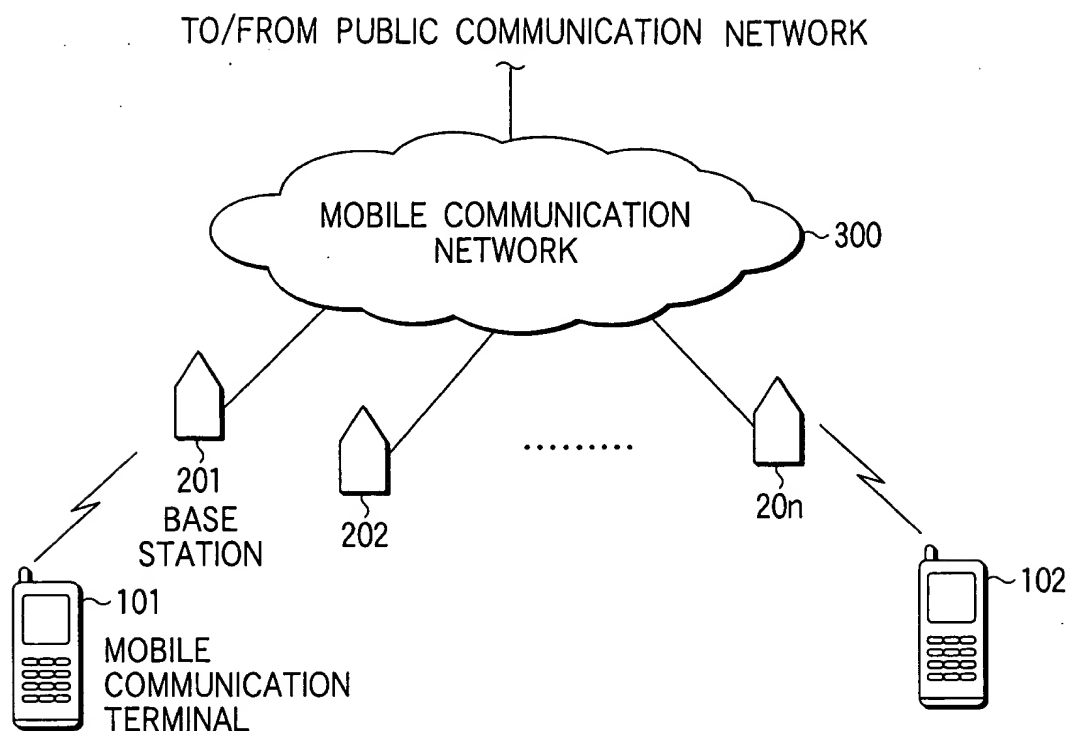 TO/FROM PUBLIC COMMUNICATION NETWORK
MOBILE COMMUNICATION
NETWORK
300
201
BASE
STATION
202
20n
101
MOBILE
COMMUNICATION
TERMINAL
102